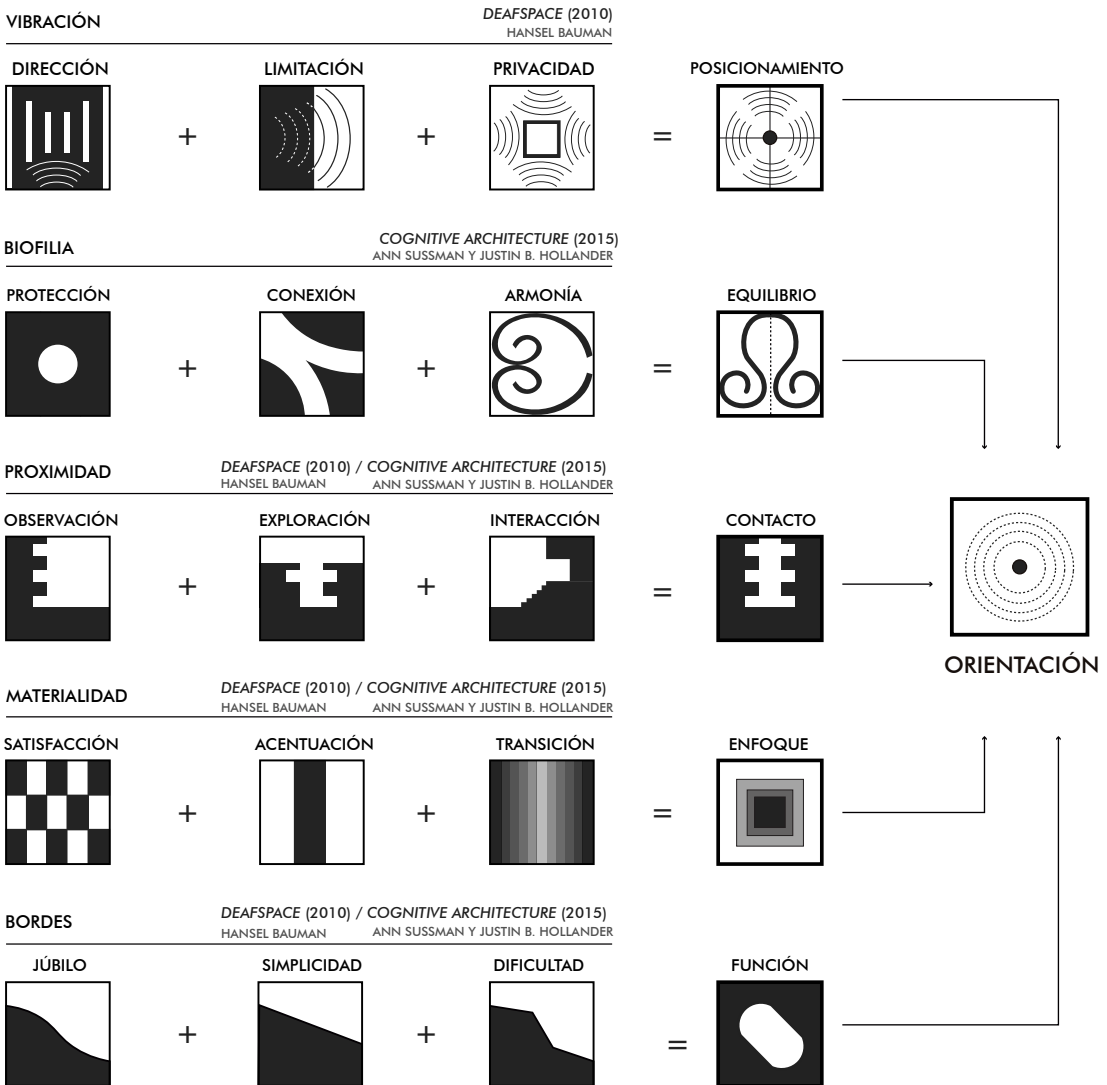 VIBRACIÓN
DEAFSPACE (2010)
HANSEL BAUMAN
DIRECCIÓN
LIMITACIÓN
PRIVACIDAD
POSICIONAMIENTO
+
+
=
BIOFILIA
COGNITIVE ARCHITECTURE (2015)
ANN SUSSMAN Y JUSTIN B. HOLLANDER
PROTECCIÓN
CONEXIÓN
ARMONÍA
EQUILIBRIO
+
+
=
PROXIMIDAD
DEAFSPACE (2010) / COGNITIVE ARCHITECTURE (2015)
HANSEL BAUMAN ANN SUSSMAN Y JUSTIN B. HOLLANDER
OBSERVACIÓN
EXPLORACIÓN
INTERACCIÓN
CONTACTO
+
+
=
ORIENTACIÓN
MATERIALIDAD
DEAFSPACE (2010) / COGNITIVE ARCHITECTURE (2015)
HANSEL BAUMAN ANN SUSSMAN Y JUSTIN B. HOLLANDER
SATISFACCIÓN
ACENTUACIÓN
TRANSICIÓN
ENFOQUE
+
+
=
BORDES
DEAFSPACE (2010) / COGNITIVE ARCHITECTURE (2015)
HANSEL BAUMAN ANN SUSSMAN Y JUSTIN B. HOLLANDER
JÚBILO
SIMPLICIDAD
DIFICULTAD
FUNCIÓN
+
+
=